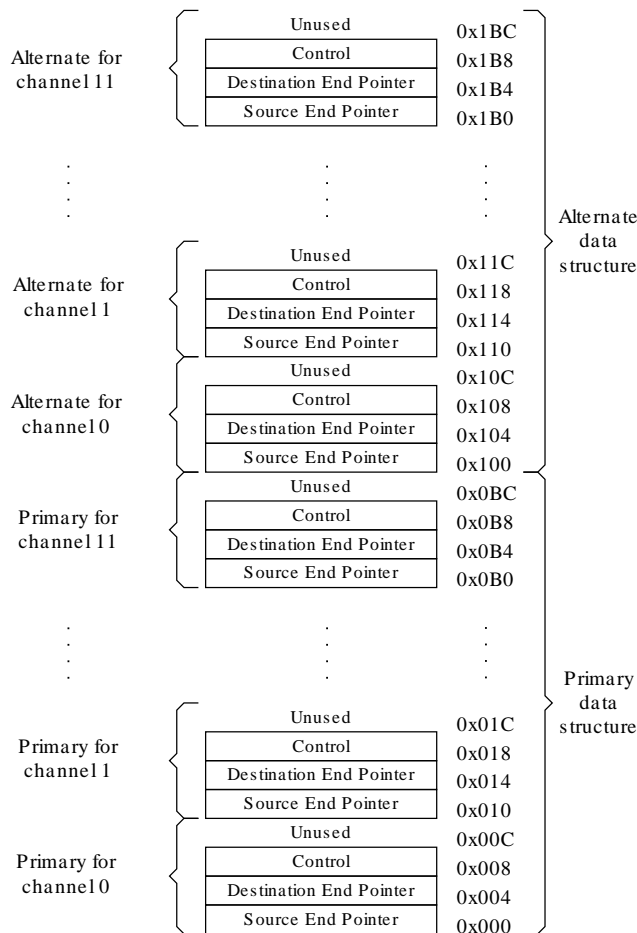 Unused 0x1BC
Alternate for channel 11
Control 0x1B8
Destination End Pointer 0x1B4
Source End Pointer 0x1B0
Alternate data structure
Unused 0x11C
Alternate for channel 1
Control 0x118
Destination End Pointer 0x114
Source End Pointer 0x110
Unused 0x10C
Alternate for channel 0
Control 0x108
Destination End Pointer 0x104
Source End Pointer 0x100
Unused 0x0BC
Primary for channel 11
Control 0x0B8
Destination End Pointer 0x0B4
Source End Pointer 0x0B0
Primary data structure
Unused 0x01C
Primary for channel 1
Control 0x018
Destination End Pointer 0x014
Source End Pointer 0x010
Unused 0x00C
Primary for channel 0
Control 0x008
Destination End Pointer 0x004
Source End Pointer 0x000